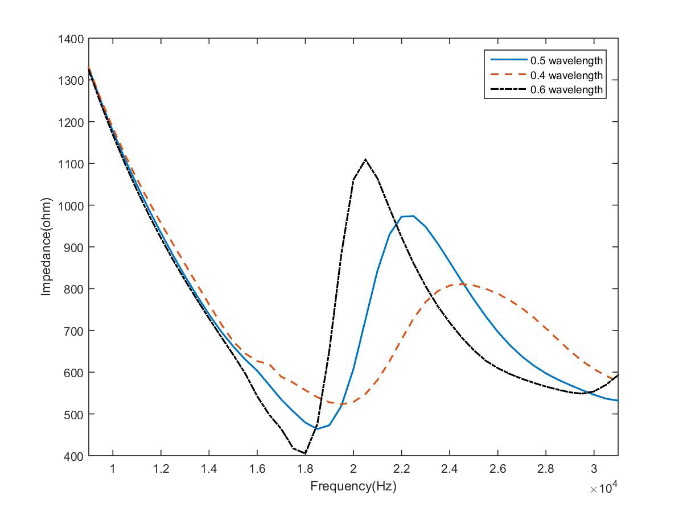 1400
1300
1200
1100
1000
900
800
700
600
500
400
Impedance(ohm)
0.5 wavelength
0.4 wavelength
0.6 wavelength
1 1.2 1.4 1.6 1.8 2 2.2 2.4 2.6 2.8 3
Frequency(Hz)
×10⁴